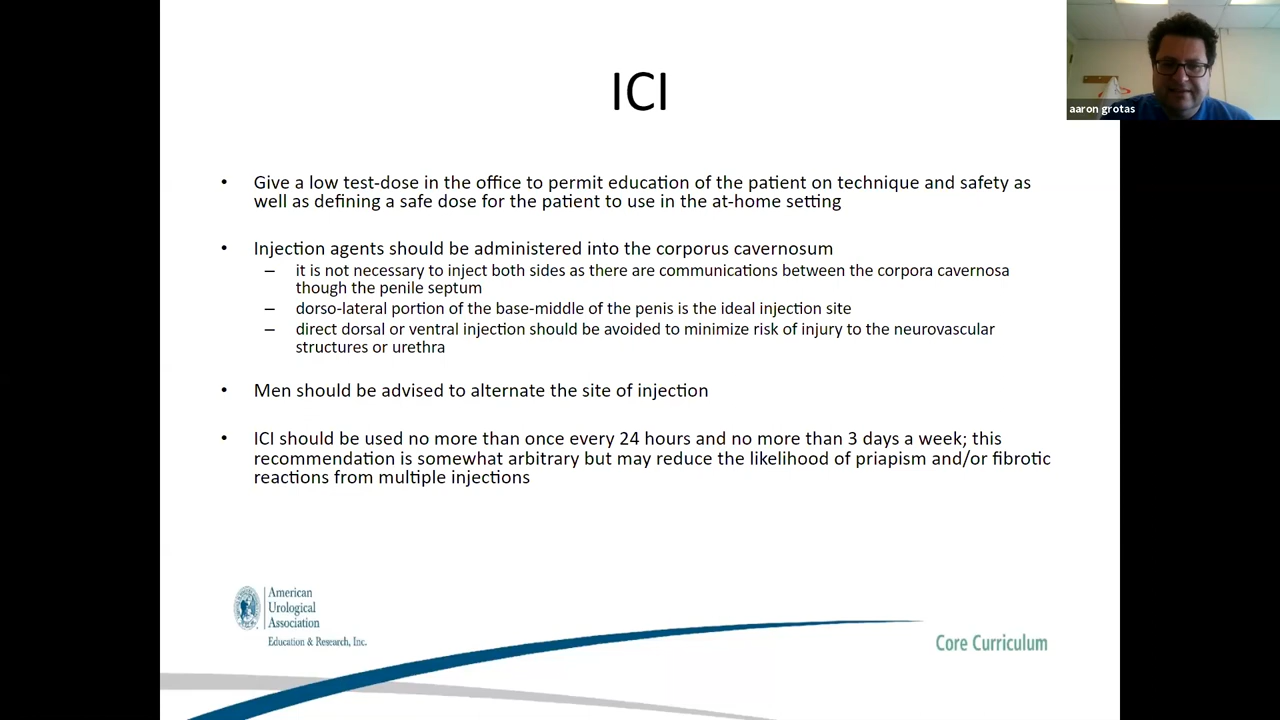 ICI
aaron grotas
• Give a low test-dose in the office to permit education of the patient on technique and safety as
well as defining a safe dose for the patient to use in the at-home setting
• Injection agents should be administered into the corporus cavernosum
– it is not necessary to inject both sides as there are communications between the corpora cavernosa
though the penile septum
– dorso-lateral portion of the base-middle of the penis is the ideal injection site
– direct dorsal or ventral injection should be avoided to minimize risk of injury to the neurovascular
structures or urethra
• Men should be advised to alternate the site of injection
• ICI should be used no more than once every 24 hours and no more than 3 days a week; this
recommendation is somewhat arbitrary but may reduce the likelihood of priapism and/or fibrotic
reactions from multiple injections
American
Urological
Association
Education & Research, Inc.
Core Curriculum